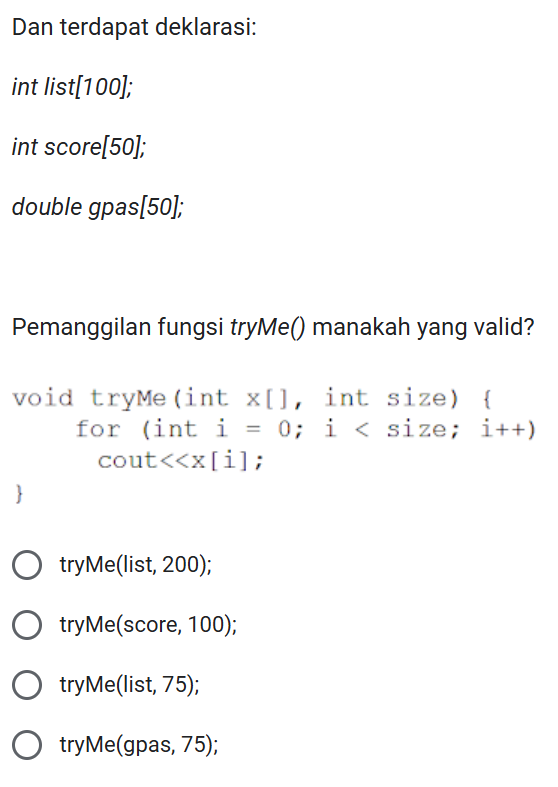 Dan terdapat deklarasi:
int list[100];
int score[50];
double gpas[50];
Pemanggilan fungsi tryMe() manakah yang valid?
void tryMe(int x[], int size) {
for (int i = 0; i < size; i++)
cout<<x[i];
}
tryMe(list, 200);
tryMe(score, 100);
tryMe(list, 75);
tryMe(gpas, 75);